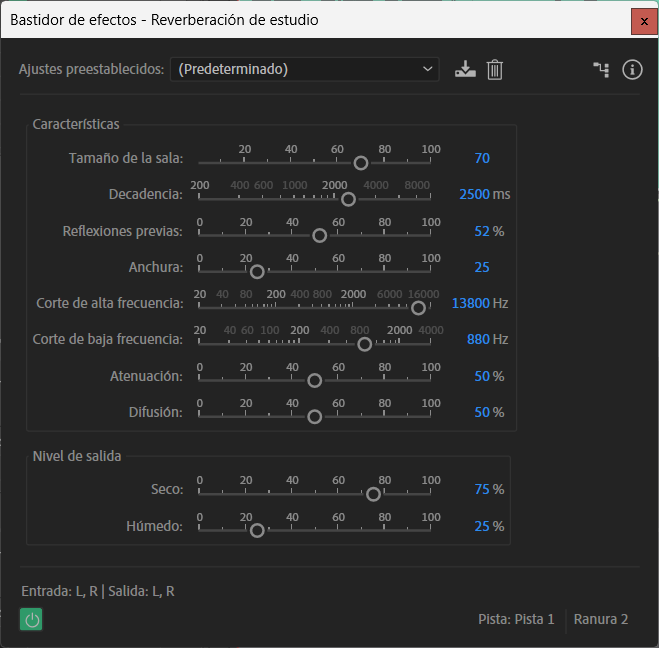 Bastidor de efectos - Reverberación de estudio
x
Ajustes preestablecidos: (Predeterminado)
Características
20 40 60 80 100
Tamaño de la sala: 70
200 400 600 1000 2000 4000 8000
Decadencia: 2500 ms
0 20 40 60 80 100
Reflexiones previas: 52 %
0 20 40 60 80 100
Anchura: 25
20 40 80 200 400 800 2000 6000 16000
Corte de alta frecuencia: 13800 Hz
20 40 60 100 200 400 800 2000 4000
Corte de baja frecuencia: 880 Hz
0 20 40 60 80 100
Atenuación: 50 %
0 20 40 60 80 100
Difusión: 50 %
Nivel de salida
0 20 40 60 80 100
Seco: 75 %
0 20 40 60 80 100
Húmedo: 25 %
Entrada: L, R | Salida: L, R
Pista: Pista 1 Ranura 2